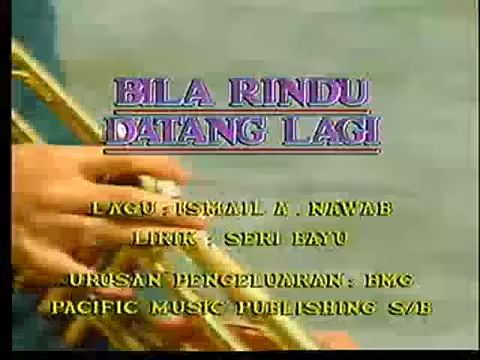 BILA RINDU
DATANG LAGI
LAGU : ISMAIL A . NAWAB
LIRIK : SERI BAYU
URUSAN PENGELUARAN : BMG
PACIFIC MUSIC PUBLISHING S/B